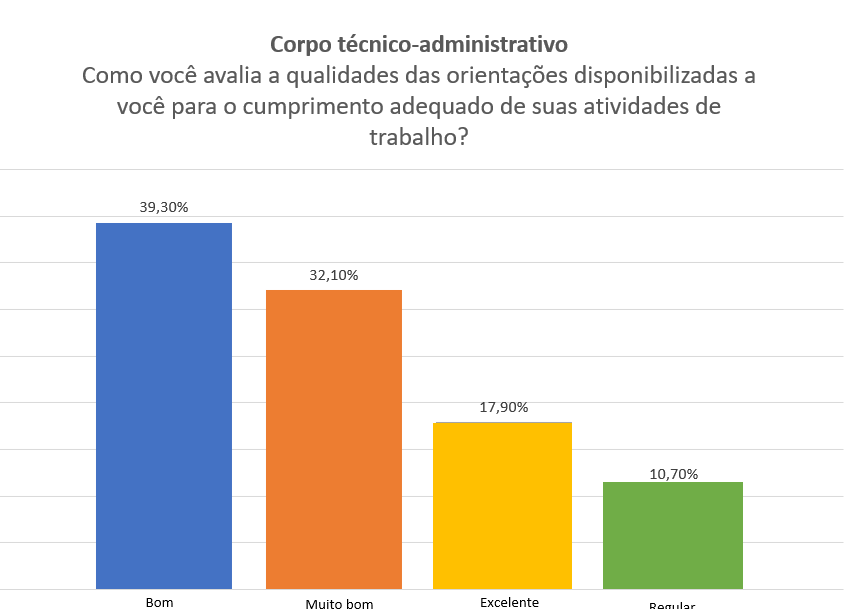 Corpo técnico-administrativo
Como você avalia a qualidades das orientações disponibilizadas a
você para o cumprimento adequado de suas atividades de
trabalho?
39,30%
32,10%
17,90%
10,70%
Bom
Muito bom
Excelente
Regular